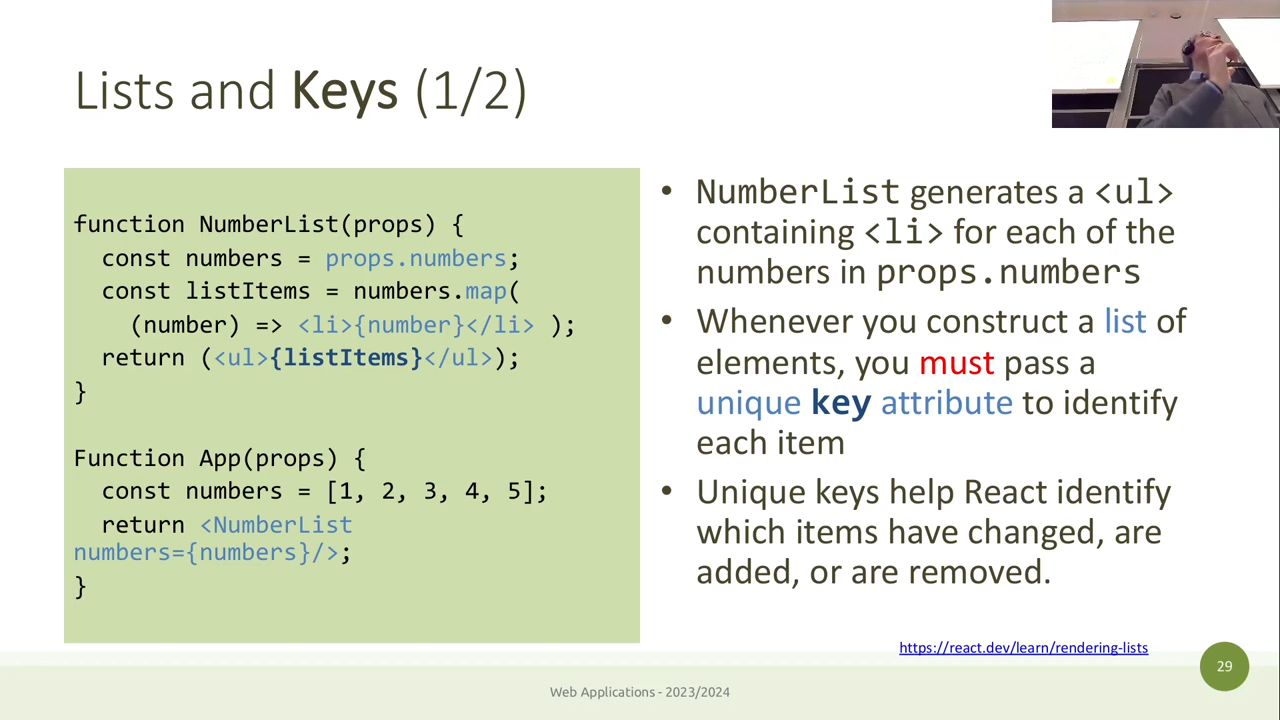 Lists and Keys (1/2)
function NumberList(props) {
const numbers = props.numbers;
const listItems = numbers.map(
(number) => <li>{number}</li> );
return (<ul>{listItems}</ul>);
}
Function App(props) {
const numbers = [1, 2, 3, 4, 5];
return <NumberList
numbers={numbers}/>;
}
• NumberList generates a <ul>
containing <li> for each of the
numbers in props.numbers
• Whenever you construct a list of
elements, you must pass a
unique key attribute to identify
each item
• Unique keys help React identify
which items have changed, are
added, or are removed.
https://react.dev/learn/rendering-lists
29
Web Applications - 2023/2024